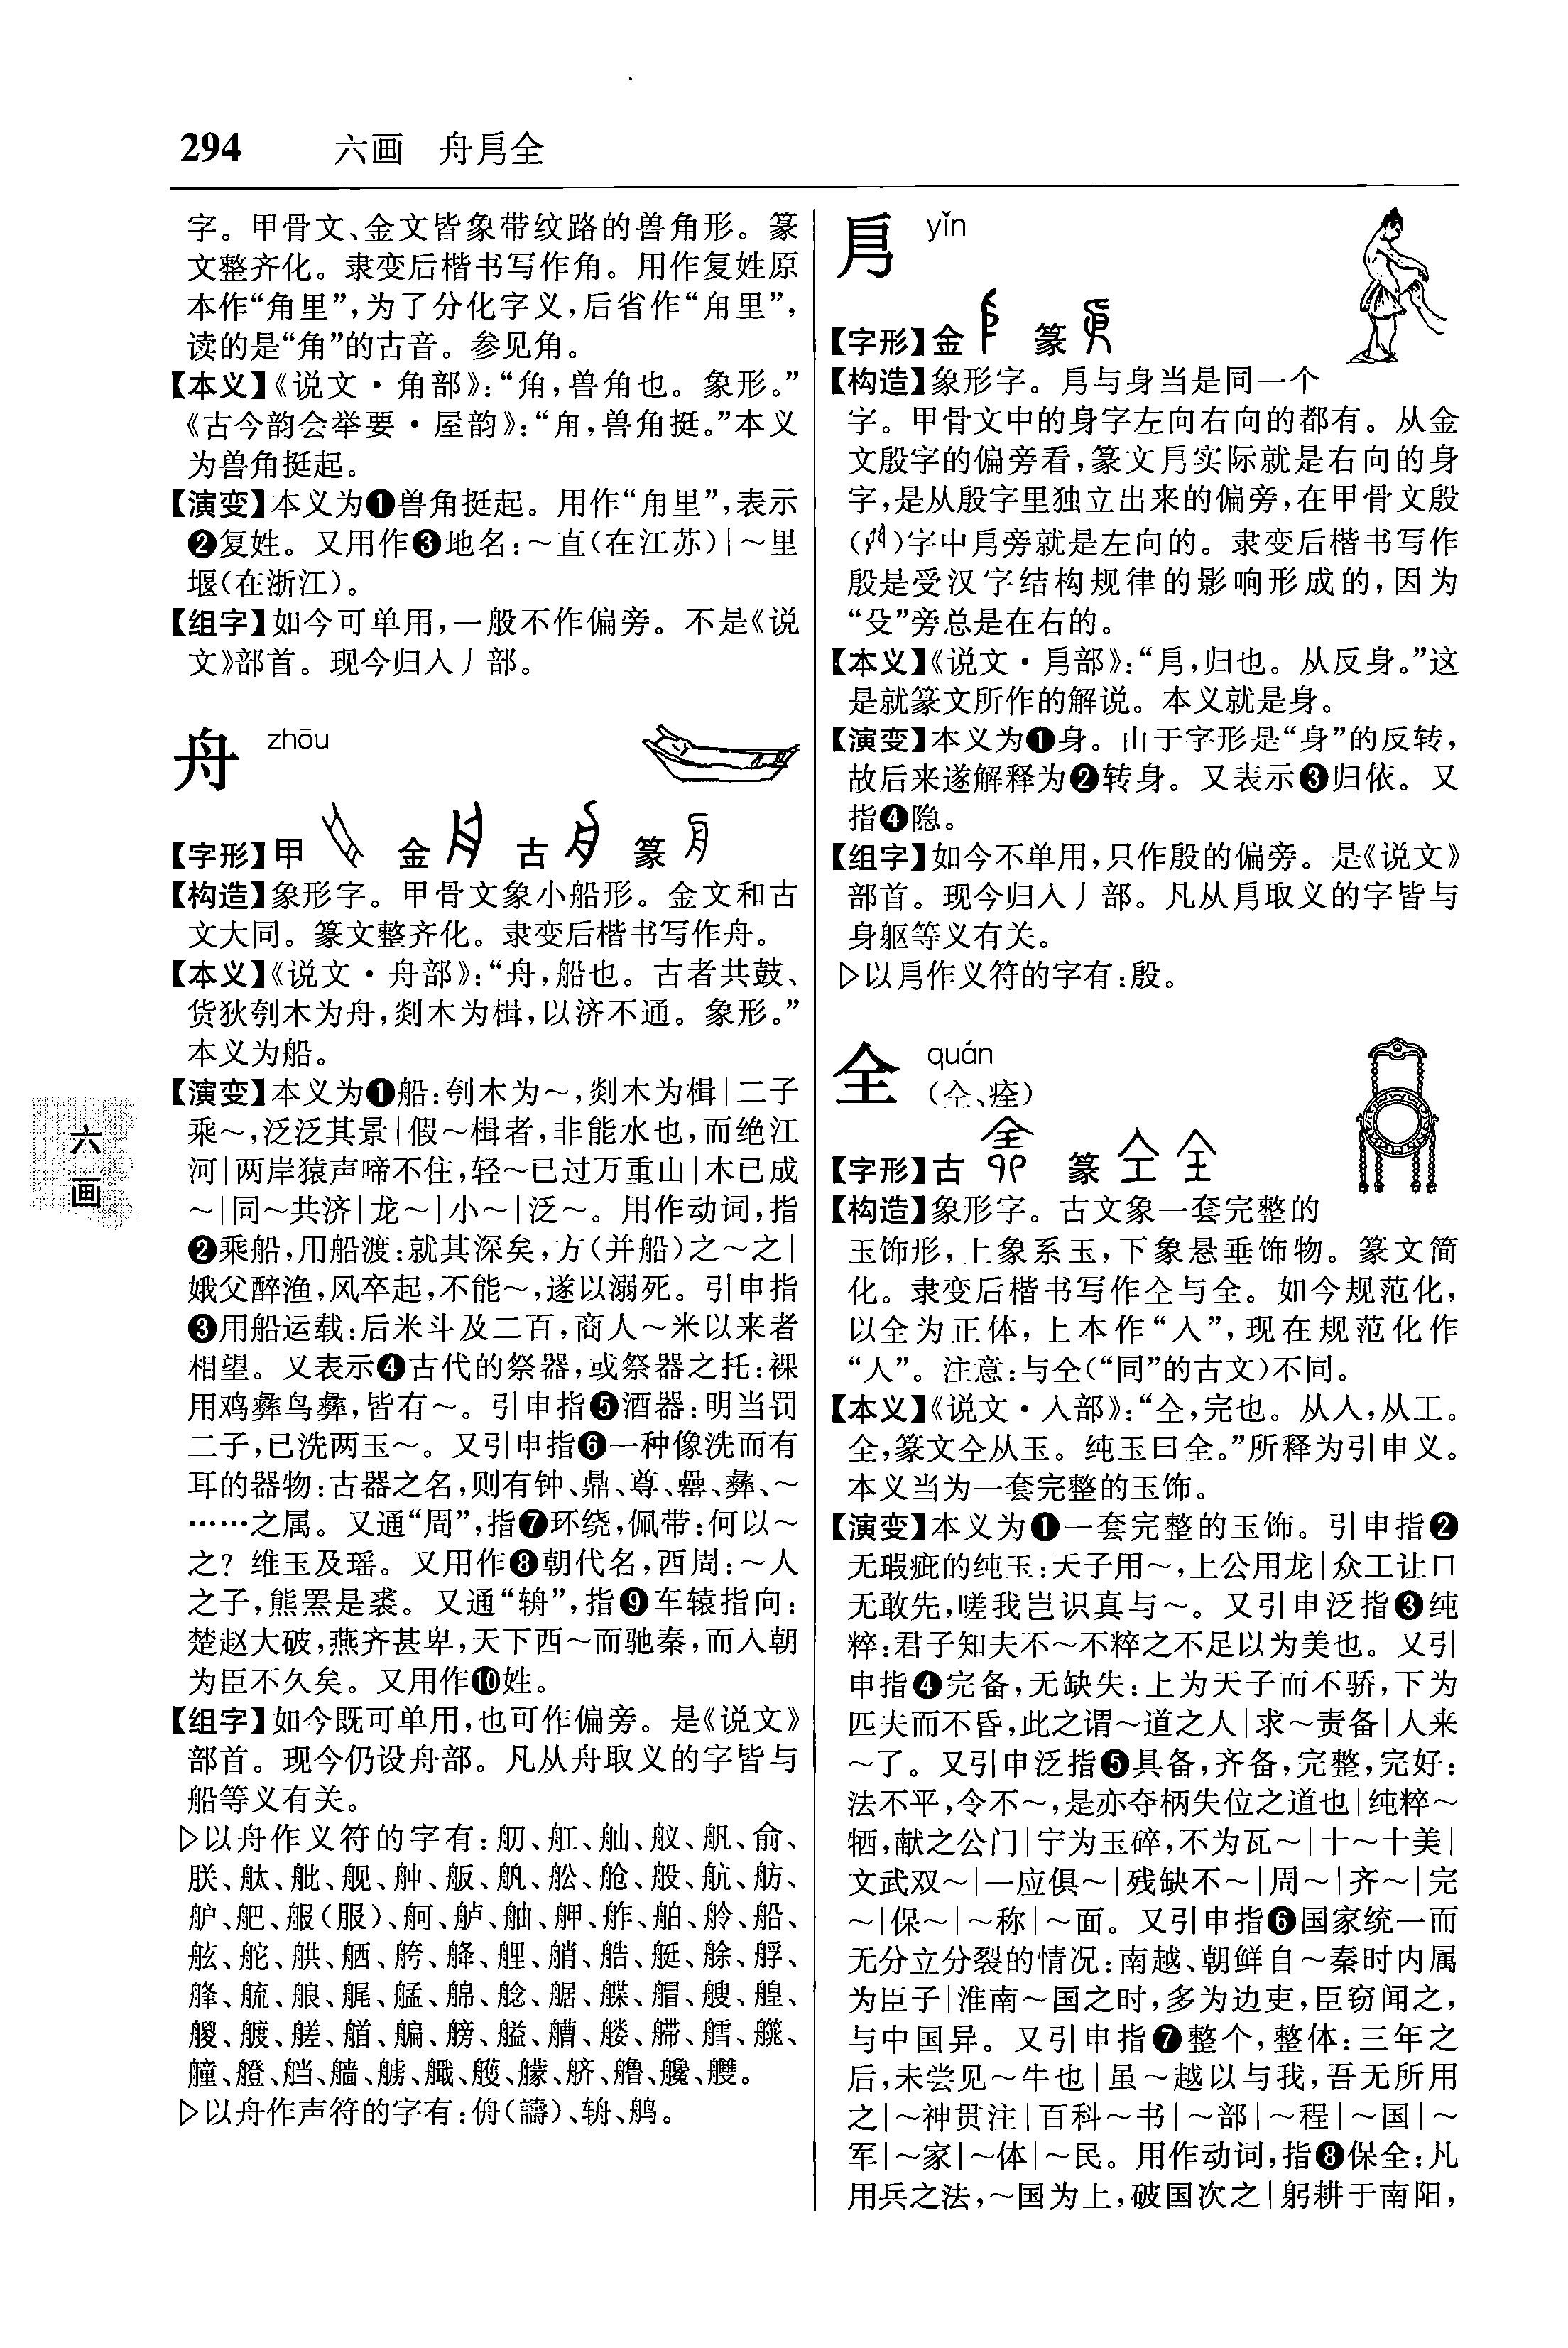 294 六画 舟㐆全
字。甲骨文、金文皆象带纹路的兽角形。篆
文整齐化。隶变后楷书写作角。用作复姓原
本作“角里”,为了分化字义,后省作“甪里”,
读的是“角”的古音。参见角。
【本义】《说文·角部》:“角,兽角也。象形。”
《古今韵会举要·屋韵》:“甪,兽角挺。”本义
为兽角挺起。
【演变】本义为❶兽角挺起。用作“甪里”,表示
❷复姓。又用作❸地名:~直(在江苏)|~里
堰(在浙江)。
【组字】如今可单用,一般不作偏旁。不是《说
文》部首。现今归入丿部。
舟 zhōu
【字形】甲 金 古 篆
【构造】象形字。甲骨文象小船形。金文和古
文大同。篆文整齐化。隶变后楷书写作舟。
【本义】《说文·舟部》:“舟,船也。古者共鼓、
货狄刳木为舟,剡木为楫,以济不通。象形。”
本义为船。
【演变】本义为❶船:刳木为~,剡木为楫|二子
乘~,泛泛其景|假~楫者,非能水也,而绝江
河|两岸猿声啼不住,轻~已过万重山|木已成
~|同~共济|龙~|小~|泛~。用作动词,指
❷乘船,用船渡:就其深矣,方(并船)之~之|
娥父醉渔,风卒起,不能~,遂以溺死。引申指
❸用船运载:后米斗及二百,商人~米以来者
相望。又表示❹古代的祭器,或祭器之托:裸
用鸡彝鸟彝,皆有~。引申指❺酒器:明当罚
二子,已洗两玉~。又引申指❻一种像洗而有
耳的器物:古器之名,则有钟、鼎、尊、罍、彝、~
……之属。又通“周”,指❼环绕,佩带:何以~
之?维玉及瑶。又用作❽朝代名,西周:~人
之子,熊罴是裘。又通“辀”,指❾车辕指向:
楚赵大破,燕齐甚卑,天下西~而驰秦,而入朝
为臣不久矣。又用作❿姓。
【组字】如今既可单用,也可作偏旁。是《说文》
部首。现今仍设舟部。凡从舟取义的字皆与
船等义有关。
▷以舟作义符的字有:舠、舡、舢、舣、舤、俞、
朕、舦、舭、舰、舯、舨、舧、舩、舱、般、航、舫、
舮、舥、服(服)、舸、舻、舳、舺、舴、舶、舲、船、
舷、舵、舼、舾、舿、艂、艃、艄、艁、艇、艅、艀、
艂、艈、艆、艉、艋、艊、艌、艍、艓、艒、艘、艎、
艐、艔、艖、艏、艑、艕、艗、艚、艛、艜、艝、艞、
艟、艠、艡、艢、艣、艥、艧、艨、艩、艪、艬、艭。
▷以舟作声符的字有:侜(譸)、辀、鸼。
六画
㐆 yǐn
【字形】金 篆
【构造】象形字。㐆与身当是同一个
字。甲骨文中的身字左向右向的都有。从金
文殷字的偏旁看,篆文㐆实际就是右向的身
字,是从殷字里独立出来的偏旁,在甲骨文殷
()字中㐆旁就是左向的。隶变后楷书写作
殷是受汉字结构规律的影响形成的,因为
“殳”旁总是在右的。
【本义】《说文·㐆部》:“㐆,归也。从反身。”这
是就篆文所作的解说。本义就是身。
【演变】本义为❶身。由于字形是“身”的反转,
故后来遂解释为❷转身。又表示❸归依。又
指❹隐。
【组字】如今不单用,只作殷的偏旁。是《说文》
部首。现今归入丿部。凡从㐆取义的字皆与
身躯等义有关。
▷以㐆作义符的字有:殷。
全 quán
(仝、痊)
【字形】古 篆
【构造】象形字。古文象一套完整的
玉饰形,上象系玉,下象悬垂饰物。篆文简
化。隶变后楷书写作仝与全。如今规范化,
以全为正体,上本作“入”,现在规范化作
“人”。注意:与仝(“同”的古文)不同。
【本义】《说文·入部》:“仝,完也。从入,从工。
全,篆文仝从玉。纯玉曰全。”所释为引申义。
本义当为一套完整的玉饰。
【演变】本义为❶一套完整的玉饰。引申指❷
无瑕疵的纯玉:天子用~,上公用龙|众工让口
无敢先,嗟我岂识真与~。又引申泛指❸纯
粹:君子知夫不~不粹之不足以为美也。又引
申指❹完备,无缺失:上为天子而不骄,下为
匹夫而不昏,此之谓~道之人|求~责备|人来
~了。又引申泛指❺具备,齐备,完整,完好:
法不平,令不~,是亦夺柄失位之道也|纯粹~
牺,献之公门|宁为玉碎,不为瓦~|十~十美|
文武双~|一应俱~|残缺不~|周~|齐~|完
~|保~|~称|~面。又引申指❻国家统一而
无分立分裂的情况:南越、朝鲜自~秦时内属
为臣子|淮南~国之时,多为边吏,臣窃闻之,
与中国异。又引申指❼整个,整体:三年之
后,未尝见~牛也|虽~越以与我,吾无所用
之|~神贯注|百科~书|~部|~程|~国|~
军|~家|~体|~民。用作动词,指❽保全:凡
用兵之法,~国为上,破国次之|躬耕于南阳,